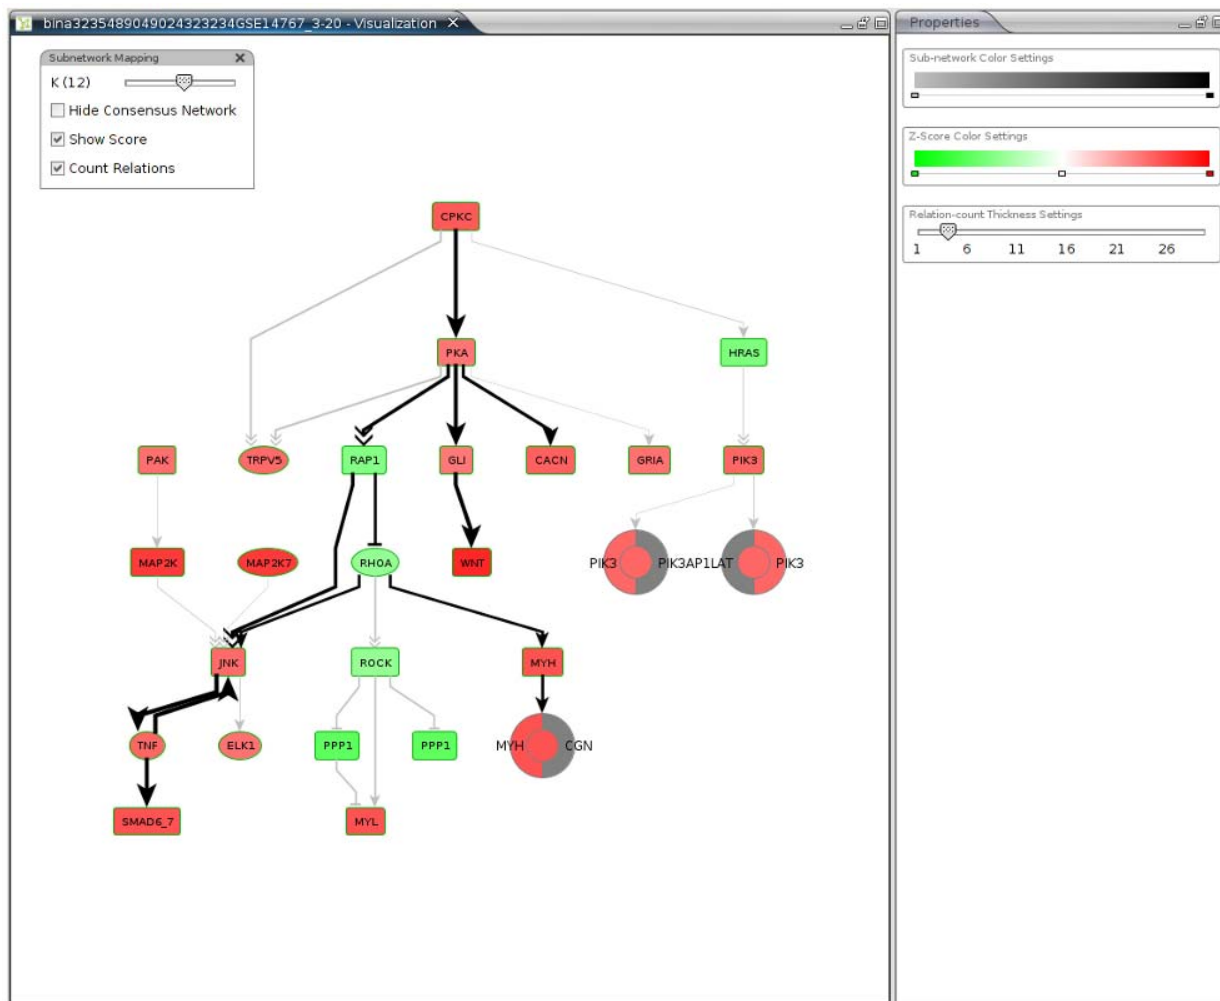 bina3235489049024323234GSE14767_3-20 - Visualization
Properties
Subnetwork Mapping
K (12)
Hide Consensus Network
Show Score
Count Relations
Sub-network Color Settings
Z-Score Color Settings
Relation-count Thickness Settings
1 6 11 16 21 26
CPKC
PKA
HRAS
PAK
TRPV5
RAP1
GLI
CACN
GRIA
PIK3
MAP2K
MAP2K7
RHOA
WNT
PIK3
PIK3AP1LAT
PIK3
JNK
ROCK
MYH
TNF
ELK1
PPP1
PPP1
MYH
CGN
SMAD6_7
MYL